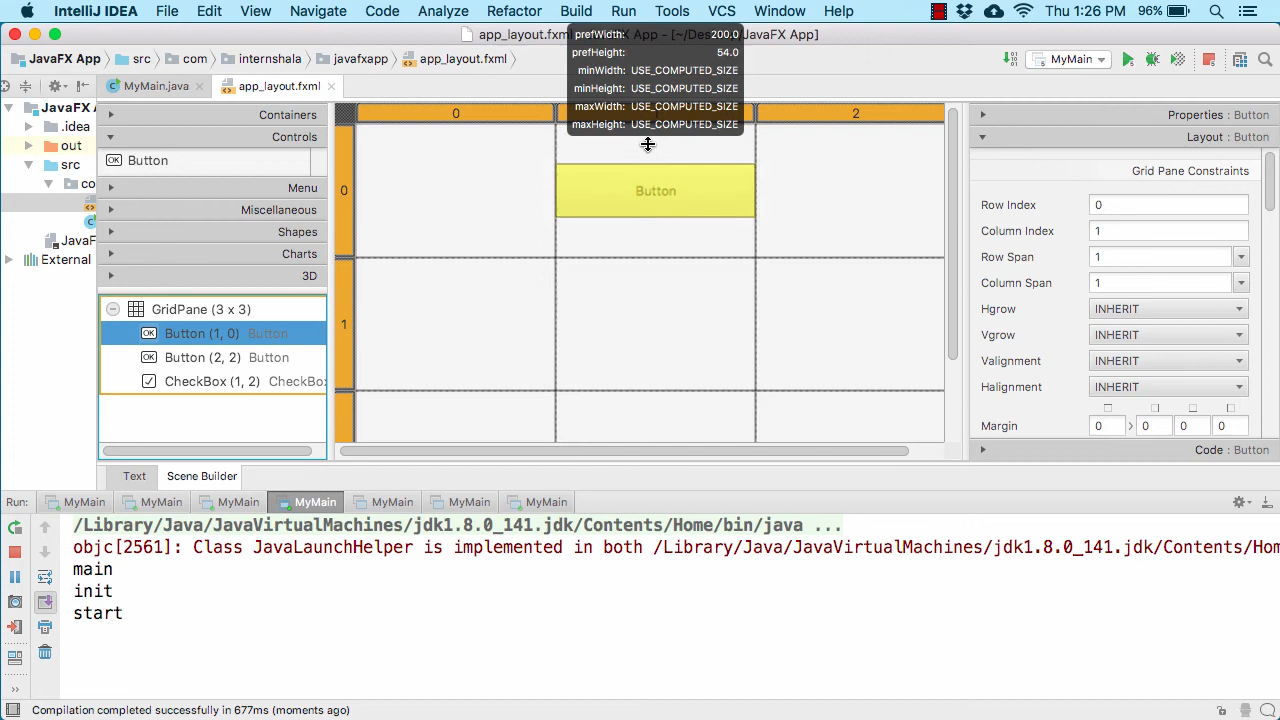 IntelliJ IDEA File Edit View Navigate Code Analyze Refactor Build Run Tools VCS Window Help 96% Thu 1:26 PM
app_layout.fxml
FX App - [~/Des
JavaFX App]
JavaFX App src com internshala javafxapp app_layout.fxml MyMain
MyMain.java app_layout.fxml
prefWidth: 200.0
prefHeight: 54.0
minWidth: USE_COMPUTED_SIZE
minHeight: USE_COMPUTED_SIZE
maxWidth: USE_COMPUTED_SIZE
maxHeight: USE_COMPUTED_SIZE
JavaFX A
.idea
out
src
co
JavaF
External
Containers
Controls
Button
Menu
Miscellaneous
Shapes
Charts
3D
GridPane (3 x 3)
Button (1, 0) Button
Button (2, 2) Button
CheckBox (1, 2) CheckBo
0 2
0
1
Button
Properties : Button
Layout : Button
Grid Pane Constraints
Row Index 0
Column Index 1
Row Span 1
Column Span 1
Hgrow INHERIT
Vgrow INHERIT
Valignment INHERIT
Halignment INHERIT
Margin 0 0 0 0
Code : Button
Text Scene Builder
Run: MyMain MyMain MyMain MyMain MyMain MyMain MyMain
/Library/Java/JavaVirtualMachines/jdk1.8.0_141.jdk/Contents/Home/bin/java ...
objc[2561]: Class JavaLaunchHelper is implemented in both /Library/Java/JavaVirtualMachines/jdk1.8.0_141.jdk/Contents/Hom
main
init
start
Compilation completed successfully in 677ms (moments ago)